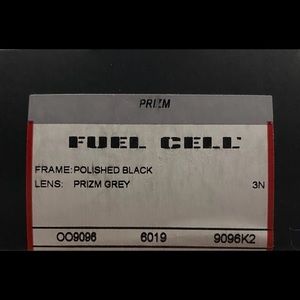 PRIZM
FUEL CELL
FRAME: POLISHED BLACK
LENS: PRIZM GREY 3N
OO9096 6019 9096K2